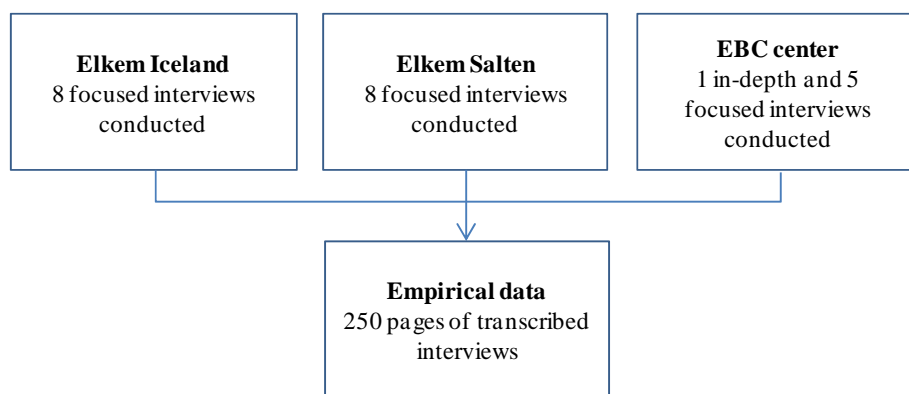 Elkem Iceland
8 focused interviews
conducted
Elkem Salten
8 focused interviews
conducted
EBC center
1 in-depth and 5
focused interviews
conducted
Empirical data
250 pages of transcribed
interviews